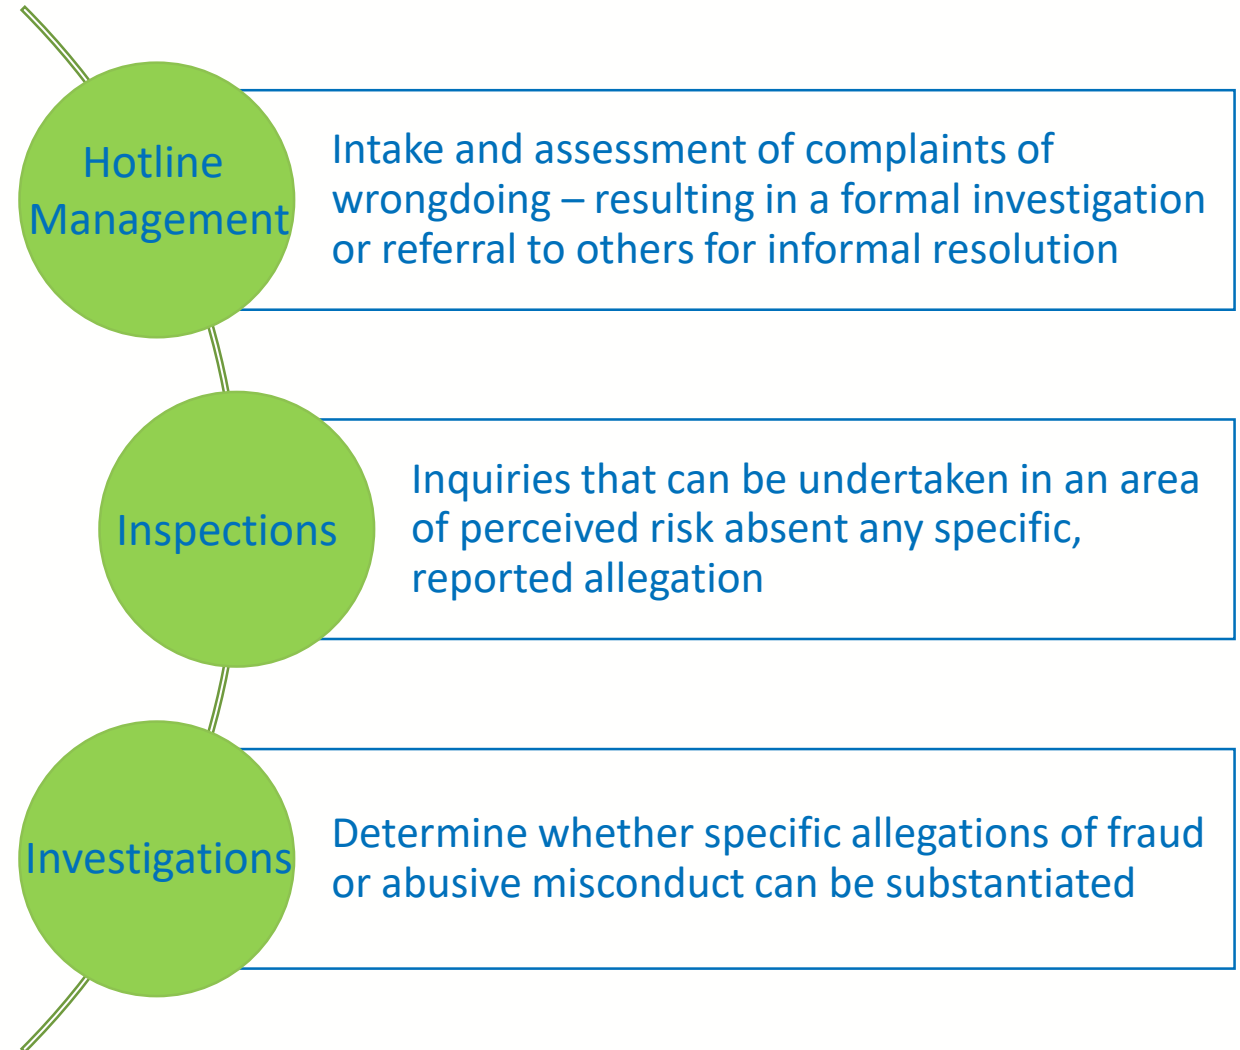 Hotline
Management
Intake and assessment of complaints of
wrongdoing – resulting in a formal investigation
or referral to others for informal resolution
Inspections
Inquiries that can be undertaken in an area
of perceived risk absent any specific,
reported allegation
Investigations
Determine whether specific allegations of fraud
or abusive misconduct can be substantiated